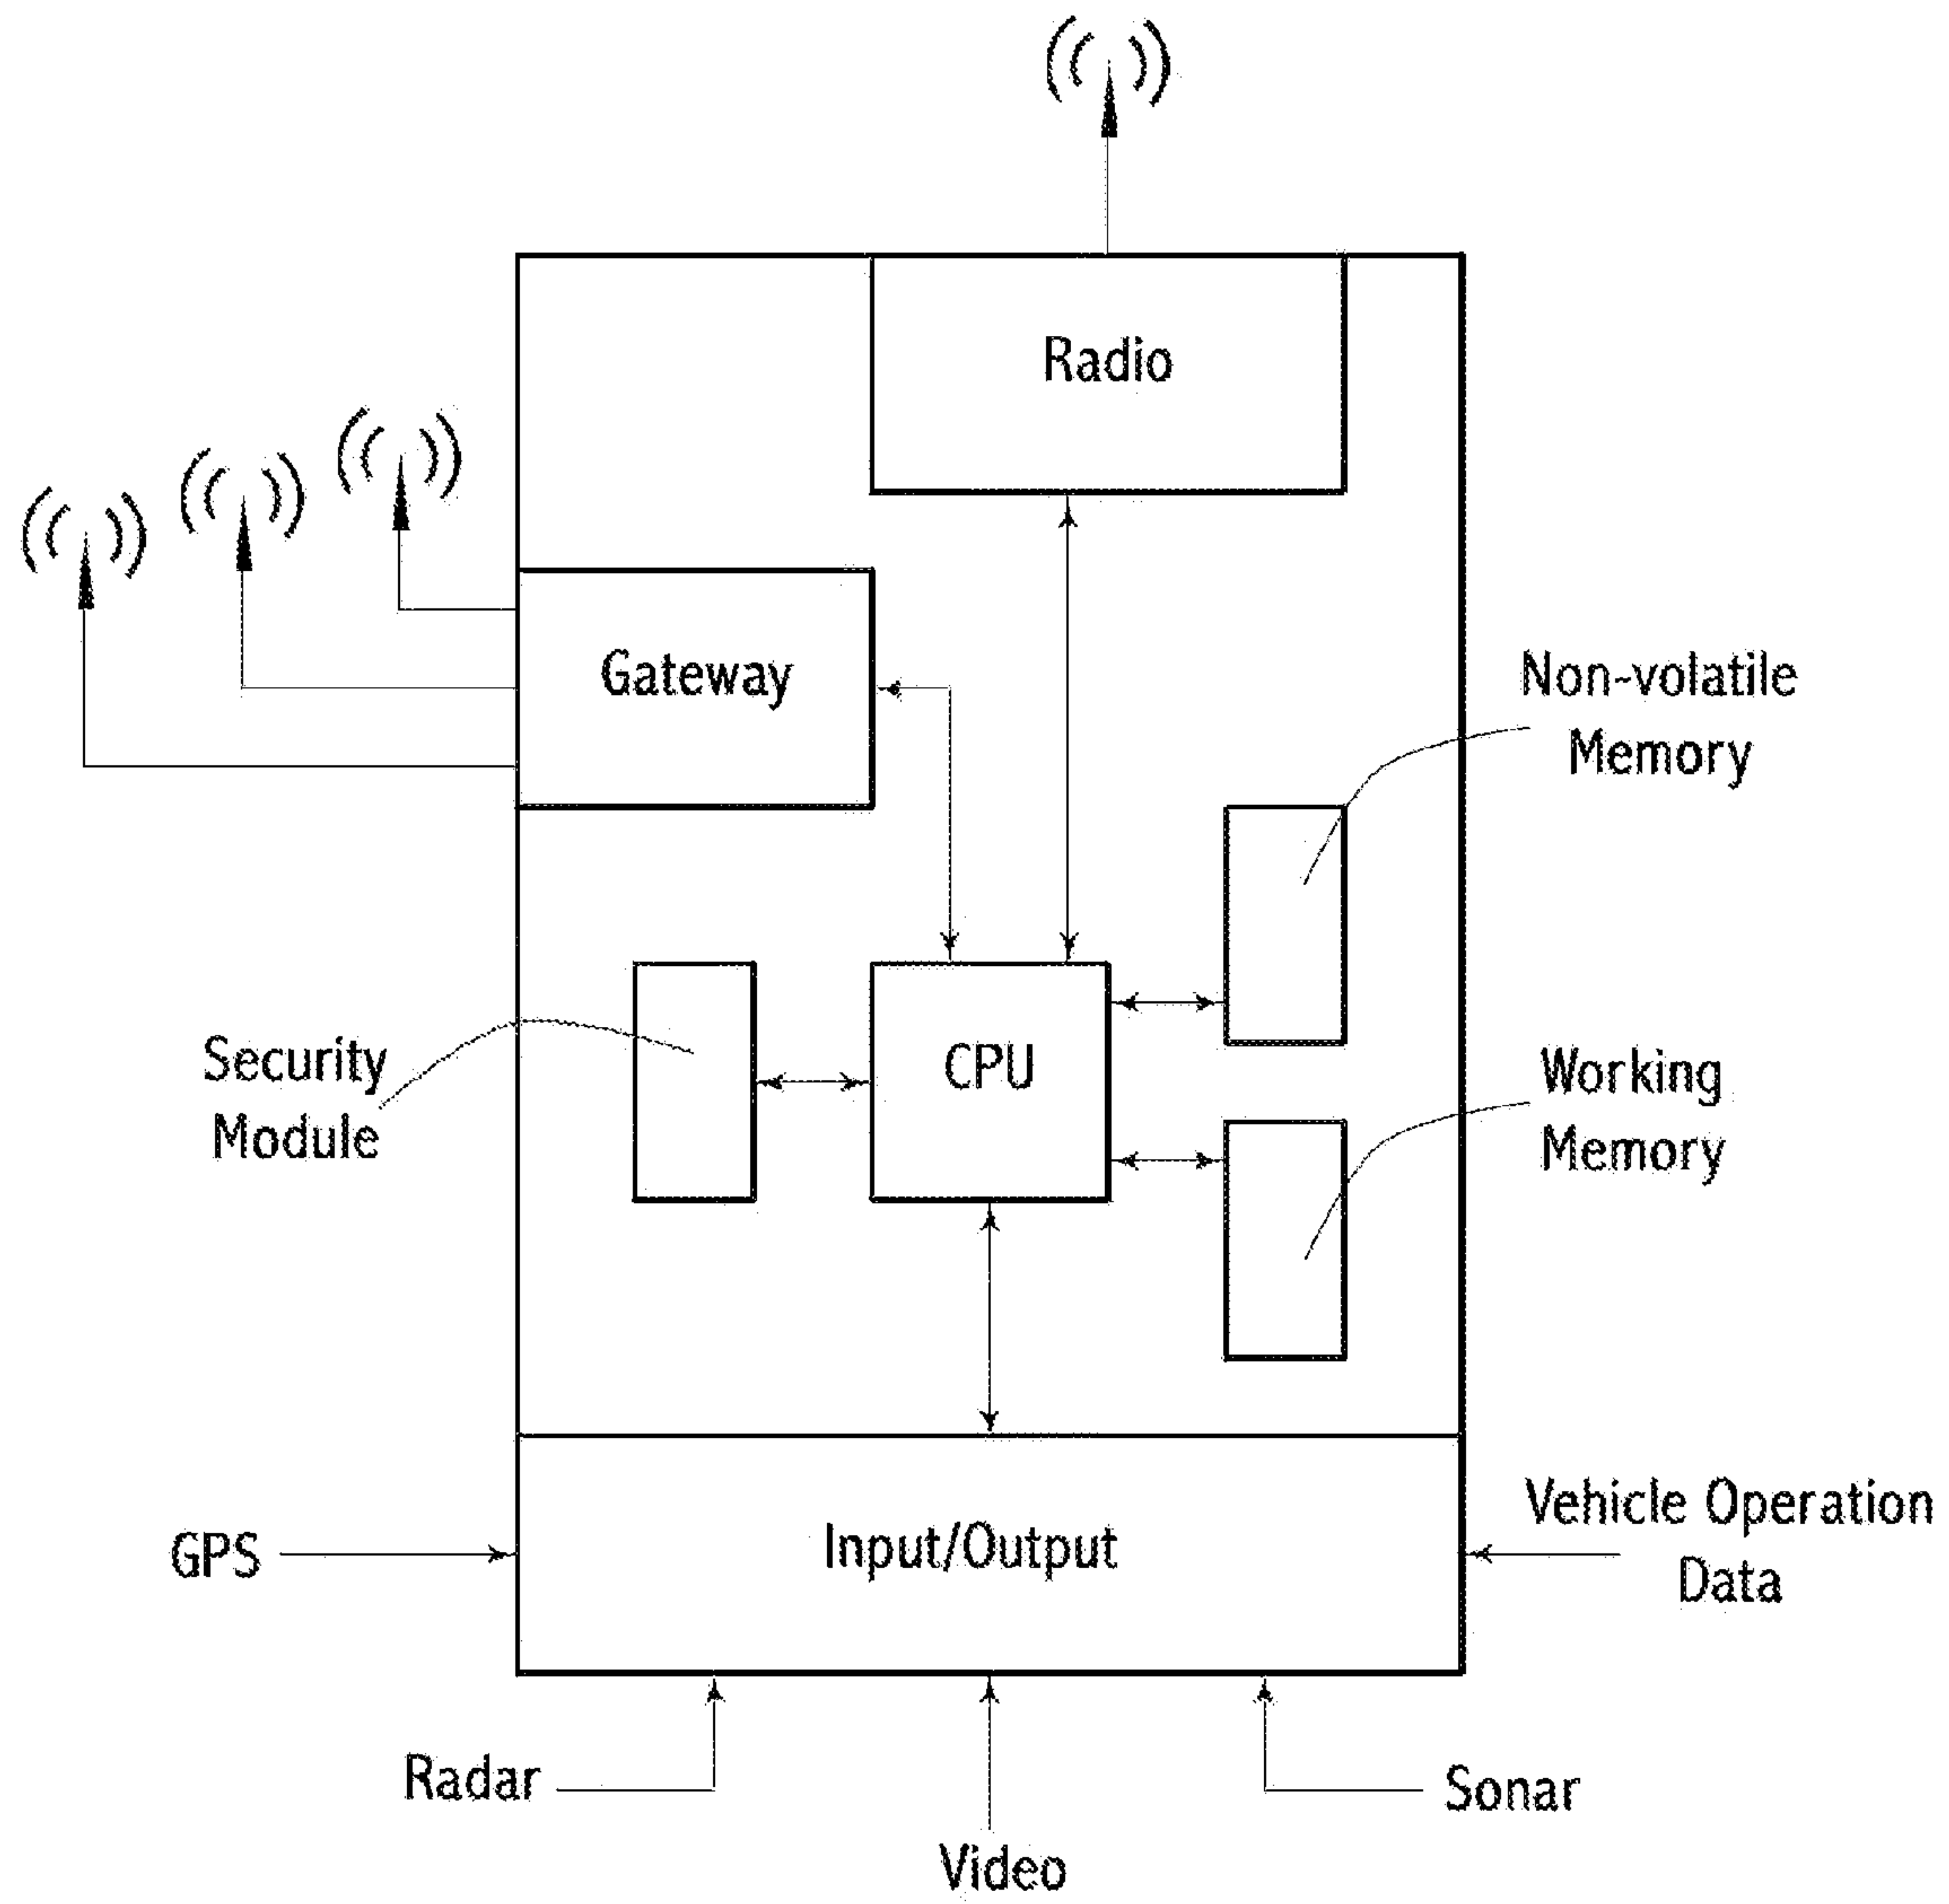 Radio
Gateway
Non-volatile
Memory
Security
Module
CPU
Working
Memory
GPS
Input/Output
Vehicle Operation
Data
Radar
Video
Sonar